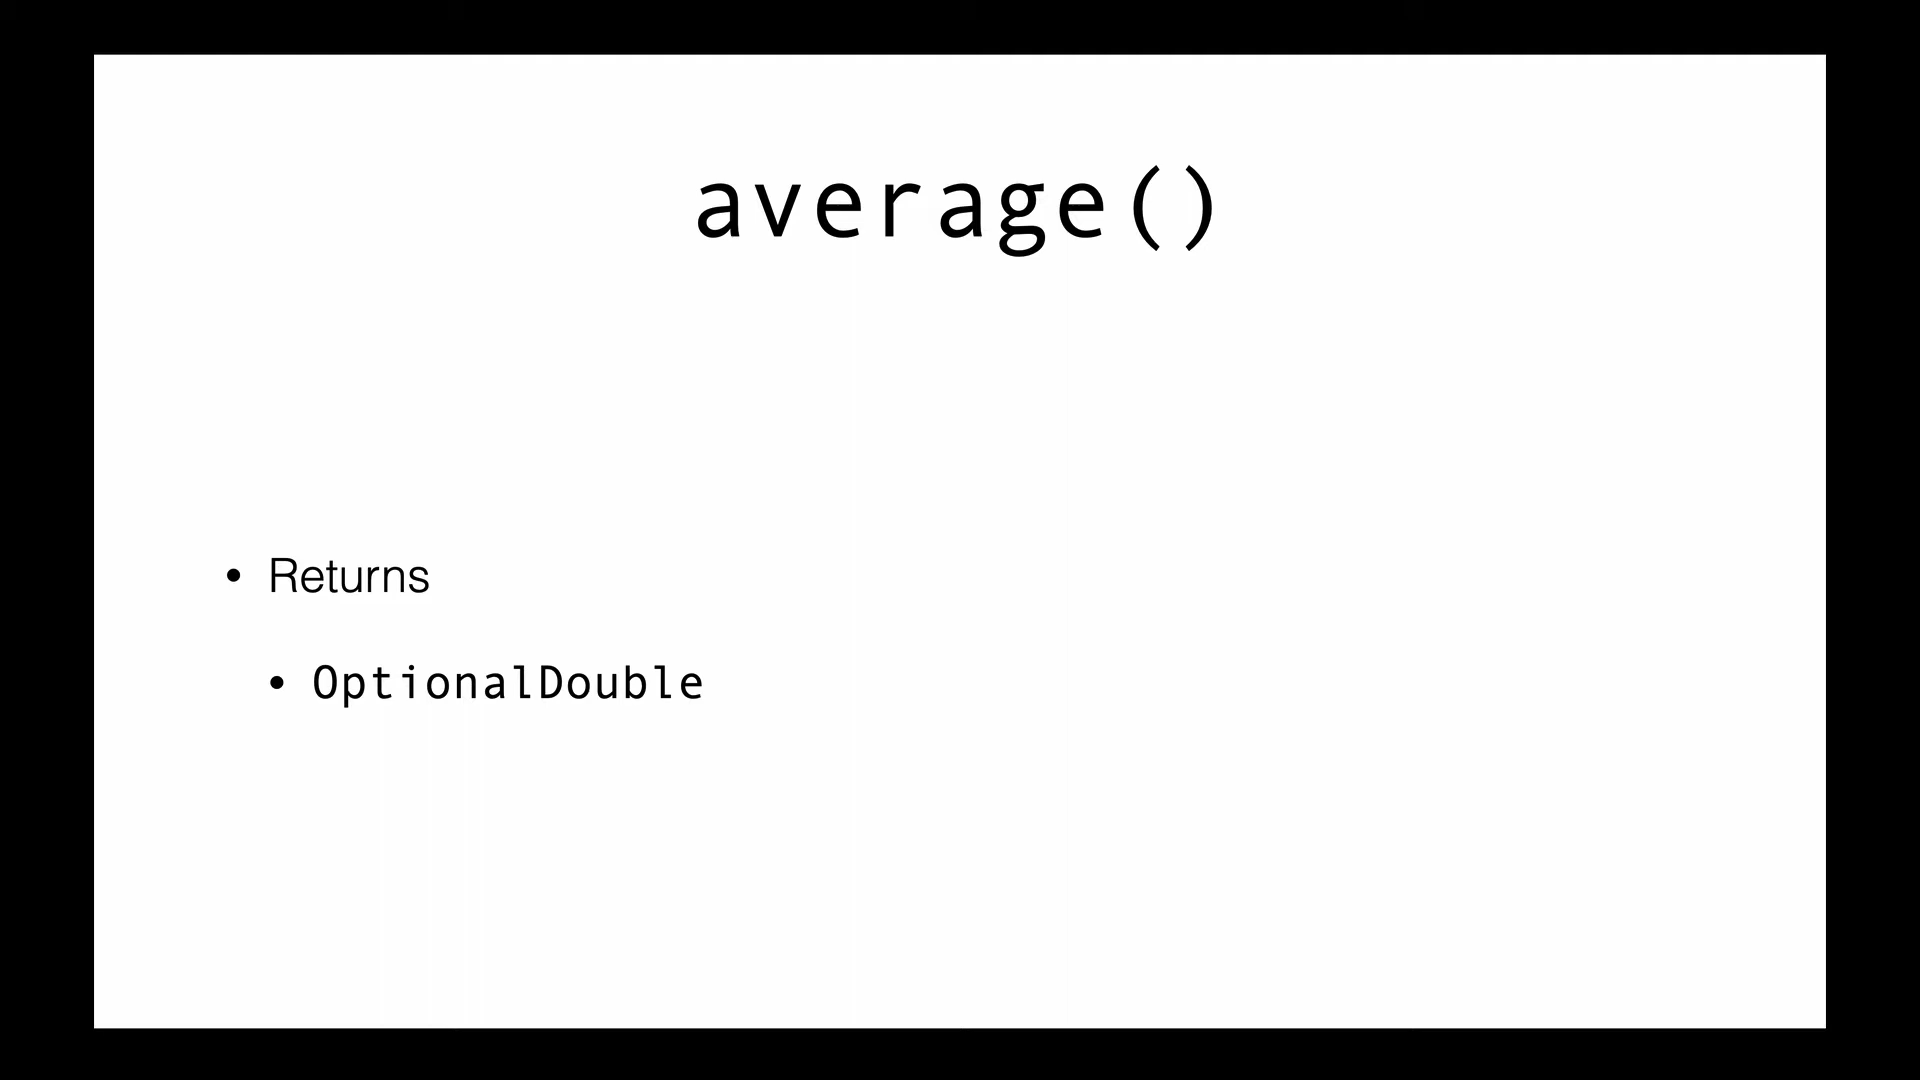 average()
• Returns
• OptionalDouble